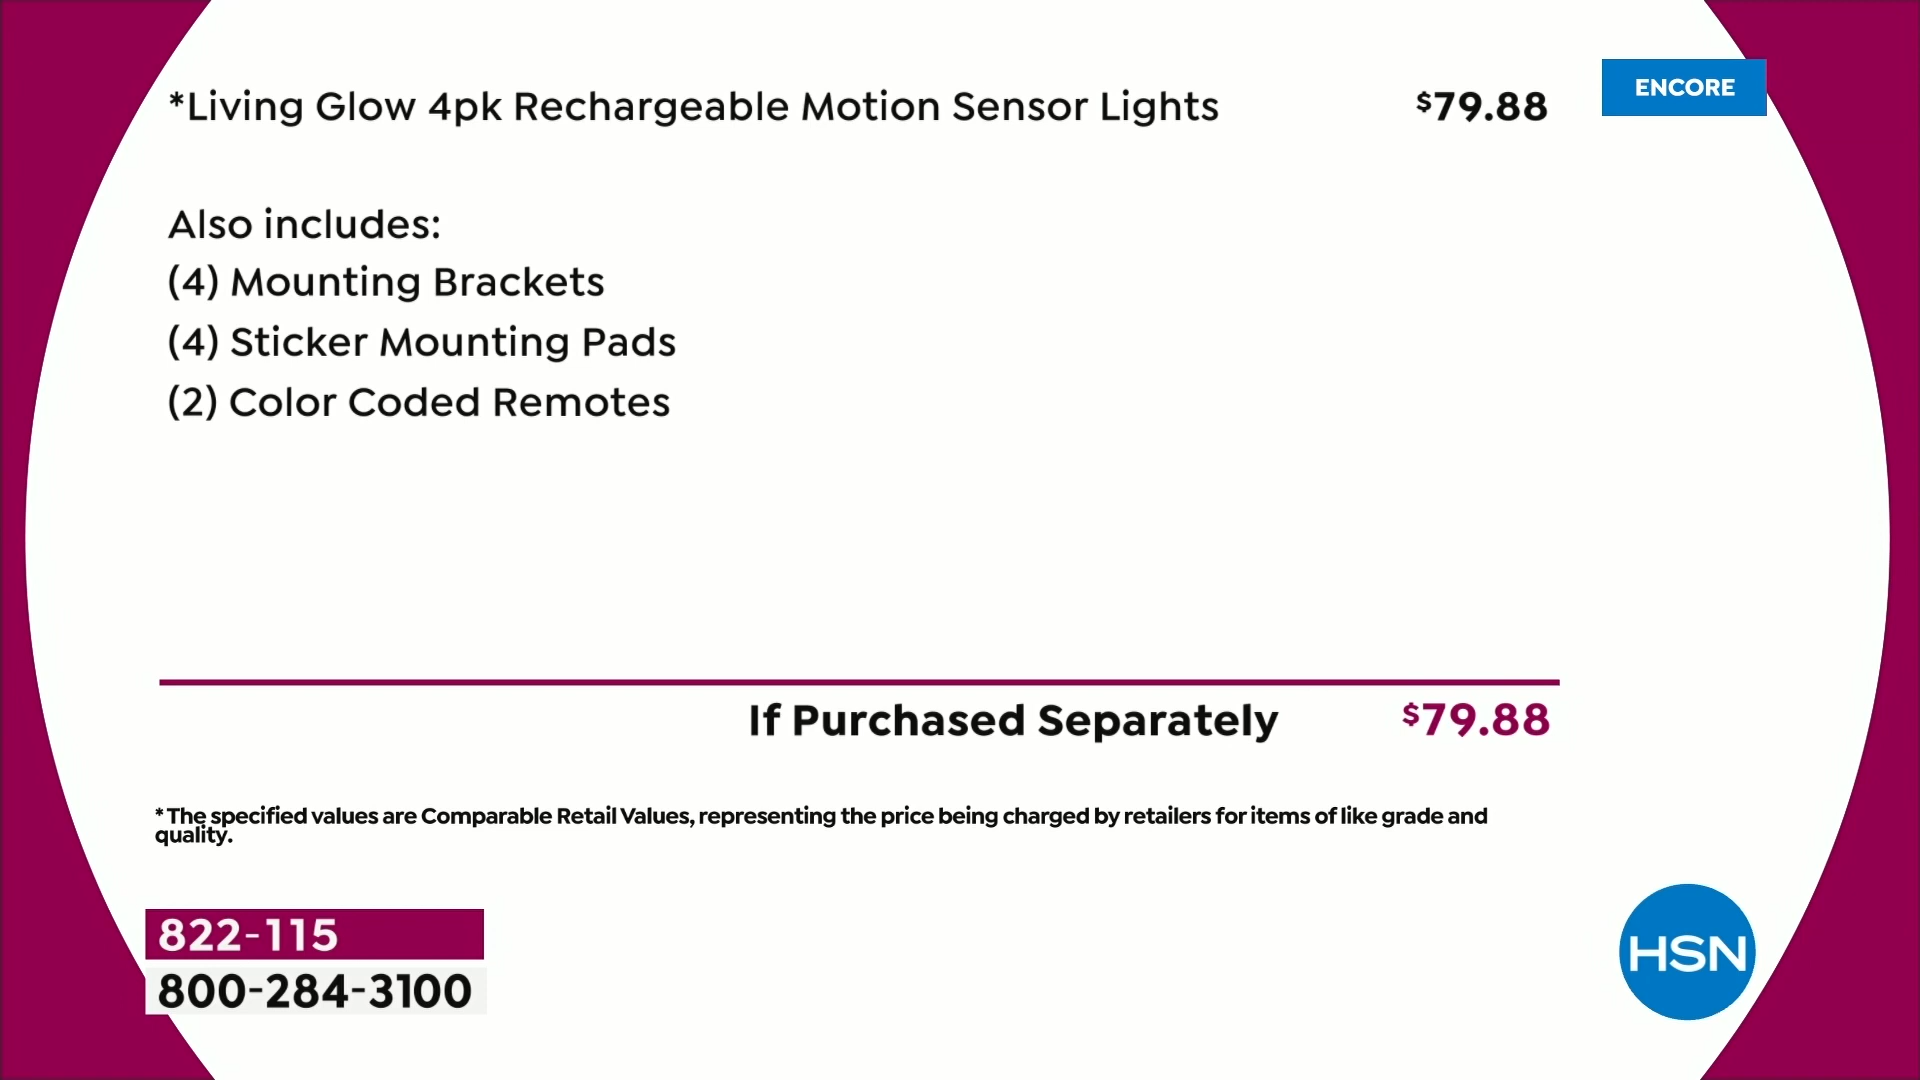 *Living Glow 4pk Rechargeable Motion Sensor Lights $79.88
ENCORE
Also includes:
(4) Mounting Brackets
(4) Sticker Mounting Pads
(2) Color Coded Remotes
If Purchased Separately $79.88
* The specified values are Comparable Retail Values, representing the price being charged by retailers for items of like grade and
quality.
822-115
800-284-3100
HSN